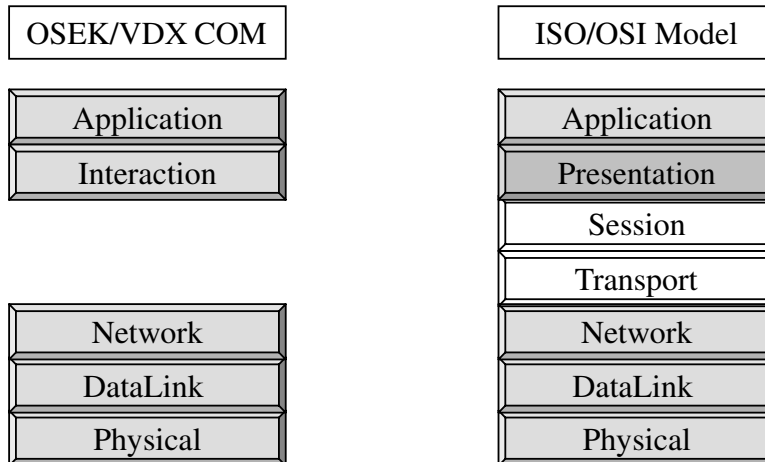 OSEK/VDX COM
ISO/OSI Model
Application
Application
Interaction
Presentation
Session
Transport
Network
Network
DataLink
DataLink
Physical
Physical